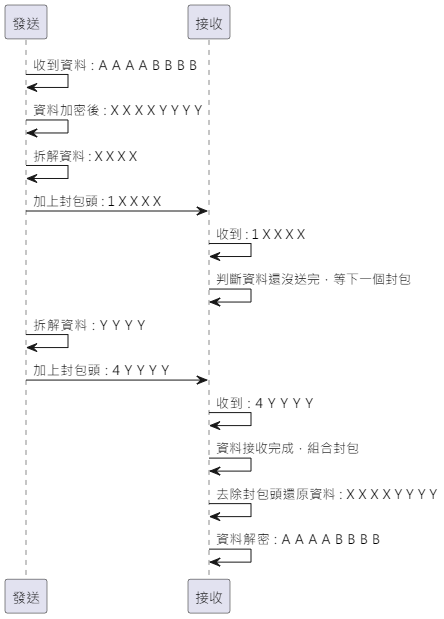 發送
接收
收到資料 : A A A A B B B B
資料加密後 : X X X X Y Y Y Y
拆解資料 : X X X X
加上封包頭 : 1 X X X X
收到 : 1 X X X X
判斷資料還沒送完，等下一個封包
拆解資料 : Y Y Y Y
加上封包頭 : 4 Y Y Y Y
收到 : 4 Y Y Y Y
資料接收完成，組合封包
去除封包頭還原資料 : X X X X Y Y Y Y
資料解密 : A A A A B B B B
發送
接收